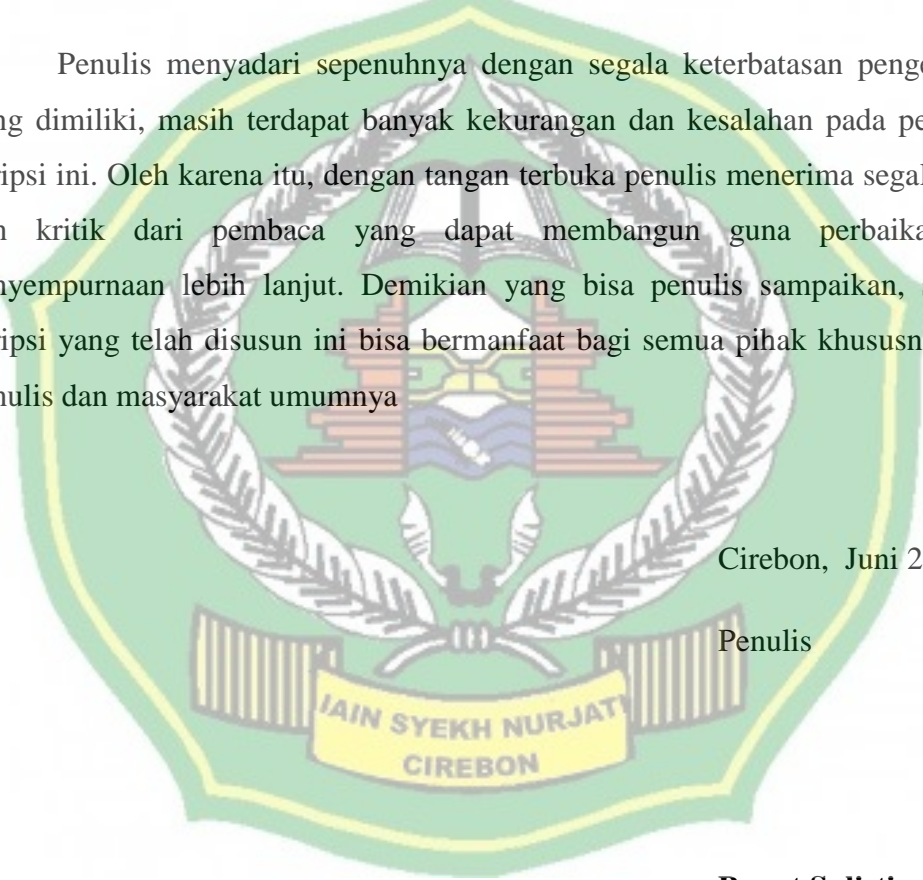 Penulis menyadari sepenuhnya dengan segala keterbatasan penge
ng dimiliki, masih terdapat banyak kekurangan dan kesalahan pada pe
ipsi ini. Oleh karena itu, dengan tangan terbuka penulis menerima segal
n kritik dari pembaca yang dapat membangun guna perbaika
nyempurnaan lebih lanjut. Demikian yang bisa penulis sampaikan,
ipsi yang telah disusun ini bisa bermanfaat bagi semua pihak khususn
nulis dan masyarakat umumnya
Cirebon, Juni 2
Penulis
IAIN SYEKH NURJATI
CIREBON